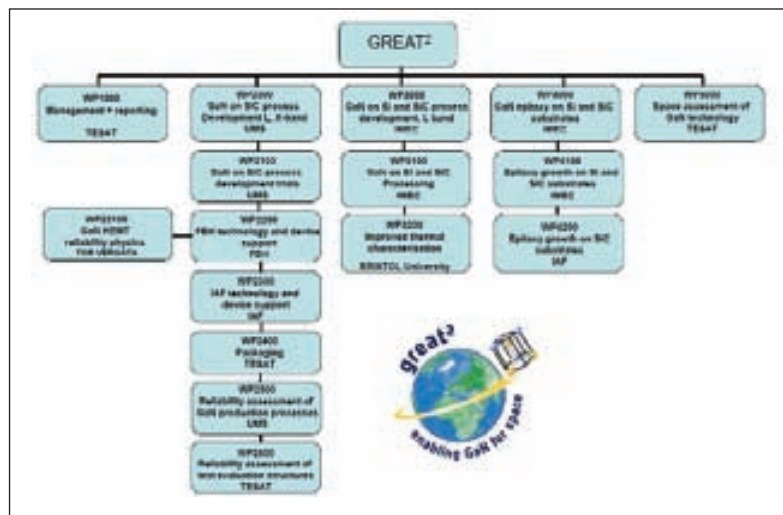 GREAT²
WP1000
Management + reporting
TESAT
WP2000
GaN on SiC process
Development L, X-band
UMS
WP3000
GaN on Si and SiC process
development, L band
IMEC
WP4000
GaN epitaxy on Si and SiC
substrates
IMEC
WP5000
Space assessment of
GaN technology
TESAT
WP2100
GaN on SiC process
development trials
UMS
WP3100
GaN on Si and SiC
Processing
IMEC
WP4100
Epitaxy growth on Si and
SiC substrates
IMEC
GaN HEMT
reliability physics
TOR VERGATA
WP2200
FBH technology and device
support
FBH
WP3200
Improved thermal
characterisation
BRISTOL University
WP4200
Epitaxy growth on SiC
substrates
IAF
WP2300
IAF technology and
device support
IAF
WP2400
Packaging
TESAT
WP2500
Reliability assessment of
GaN production processes
UMS
WP2600
Reliability assessment of
test evaluation structures
TESAT
great²
enabling GaN for space